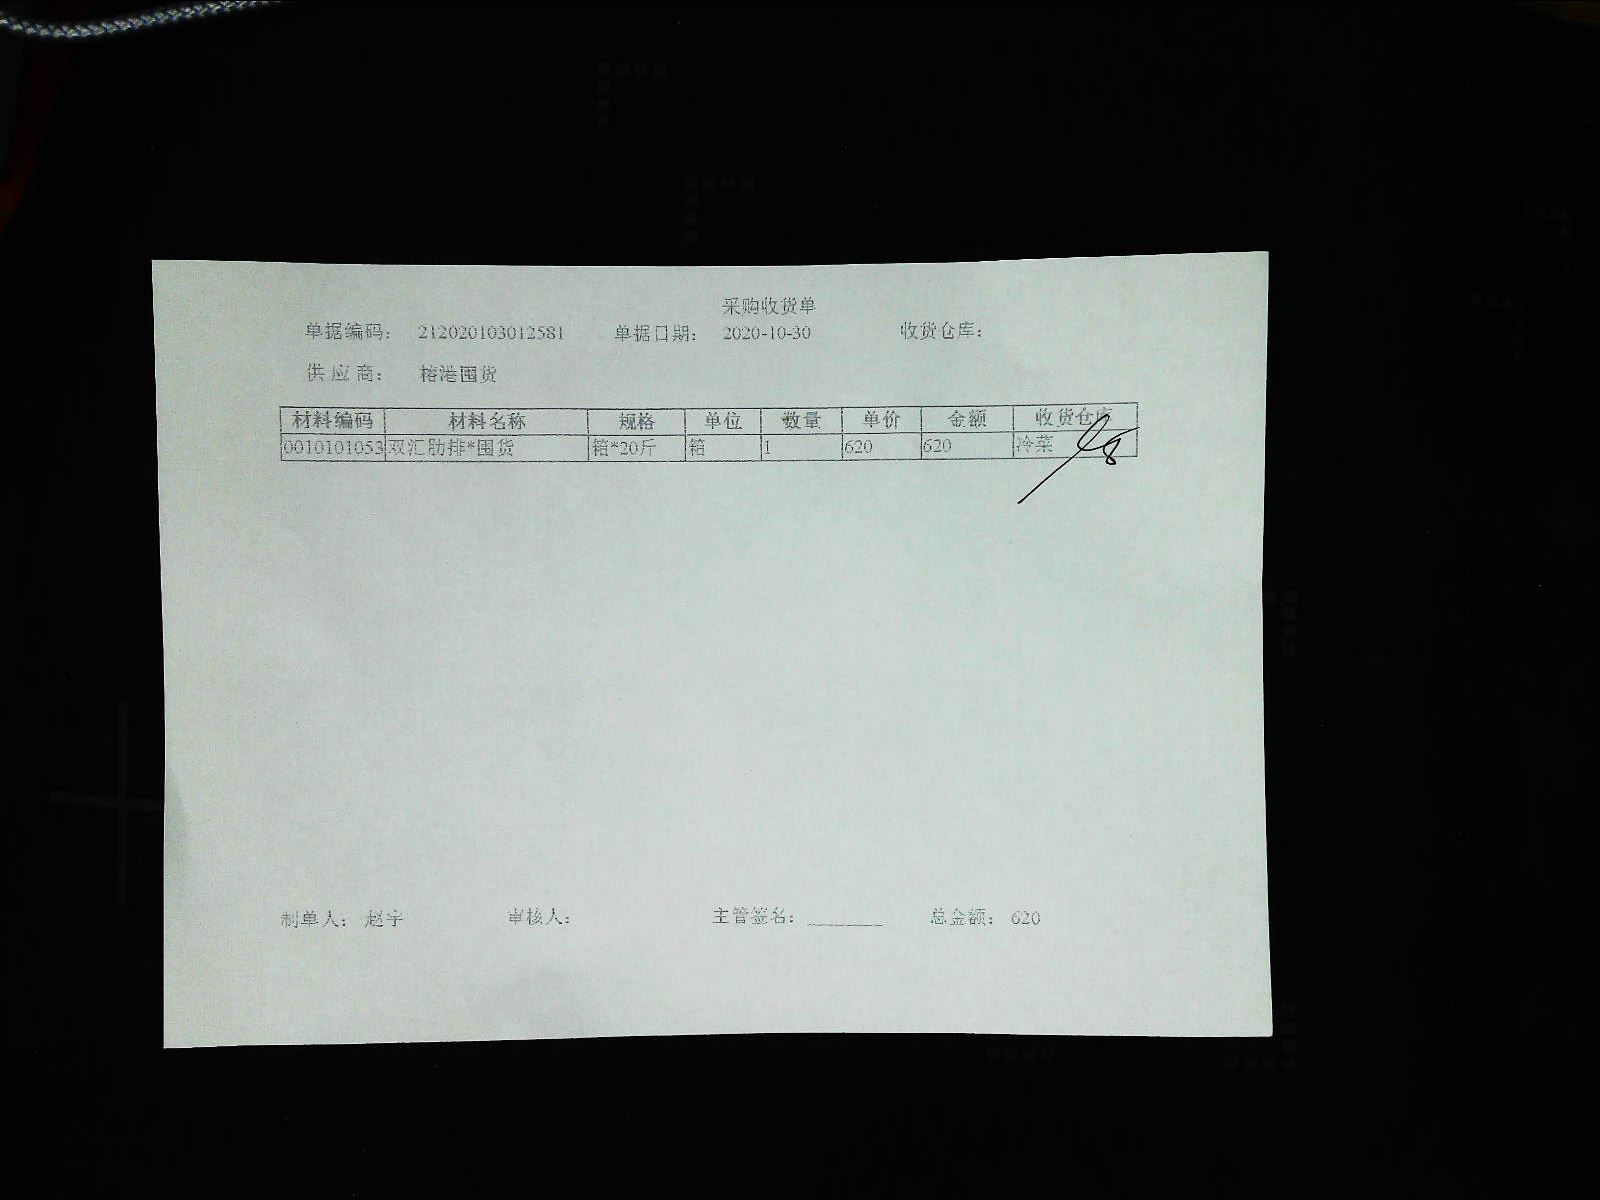 采购收货单
单据编码： 212020103012581 单据日期： 2020-10-30 收货仓库：
供应商： 榕港囤货
材料编码 材料名称 规格 单位 数量 单价 金额 收货仓库
0010101053 双汇肋排*囤货 箱*20斤 箱 1 620 620 冷菜
制单人： 赵宇 审核人： 主管签名： ________ 总金额： 620